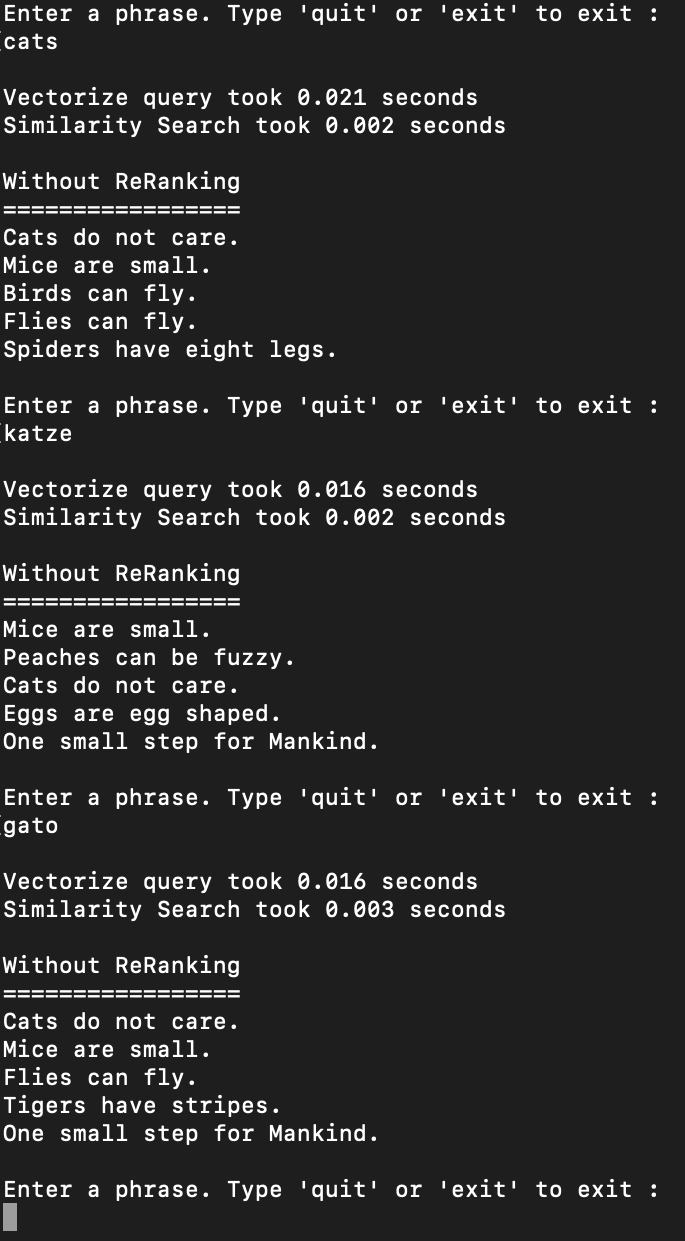 Enter a phrase. Type 'quit' or 'exit' to exit :
cats
Vectorize query took 0.021 seconds
Similarity Search took 0.002 seconds
Without ReRanking
=================
Cats do not care.
Mice are small.
Birds can fly.
Flies can fly.
Spiders have eight legs.
Enter a phrase. Type 'quit' or 'exit' to exit :
katze
Vectorize query took 0.016 seconds
Similarity Search took 0.002 seconds
Without ReRanking
=================
Mice are small.
Peaches can be fuzzy.
Cats do not care.
Eggs are egg shaped.
One small step for Mankind.
Enter a phrase. Type 'quit' or 'exit' to exit :
gato
Vectorize query took 0.016 seconds
Similarity Search took 0.003 seconds
Without ReRanking
=================
Cats do not care.
Mice are small.
Flies can fly.
Tigers have stripes.
One small step for Mankind.
Enter a phrase. Type 'quit' or 'exit' to exit :